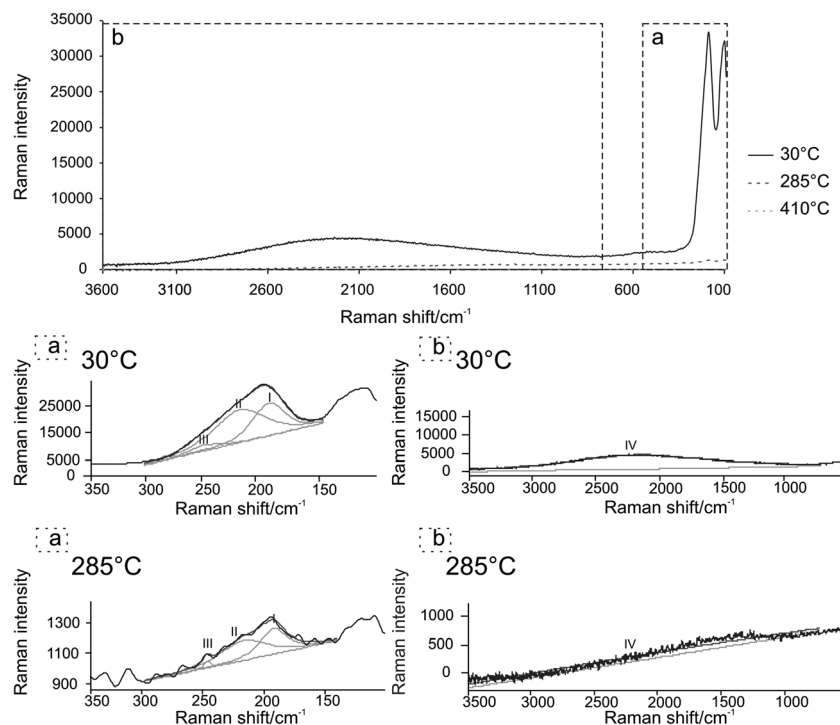 35000
30000
25000
20000
15000
10000
5000
0
Raman intensity
b
a
30°C
285°C
410°C
3600 3100 2600 2100 1600 1100 600 100
Raman shift/cm-1
a 30°C
Raman intensity
25000
15000
5000
0
I
II
III
350 300 250 200 150
Raman shift/cm-1
b 30°C
Raman intensity
15000
10000
5000
0
IV
3500 3000 2500 2000 1500 1000
Raman shift/cm-1
a
285°C
Raman intensity
1300
1100
900
I
II
III
350 300 250 200 150
Raman shift/cm-1
b
285°C
Raman intensity
1000
500
0
IV
3500 3000 2500 2000 1500 1000
Raman shift/cm-1